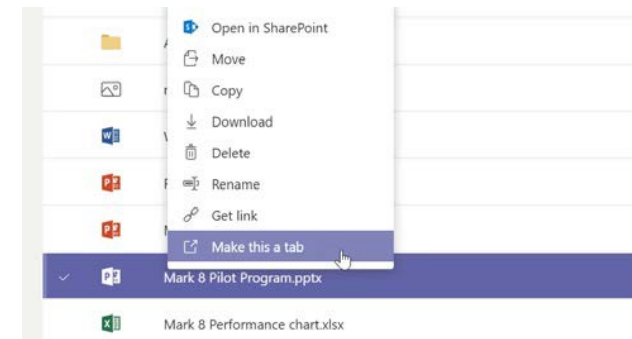 Open in SharePoint
Move
Copy
Download
Delete
Rename
Get link
Make this a tab
Mark 8 Pilot Program.pptx
Mark 8 Performance chart.xlsx